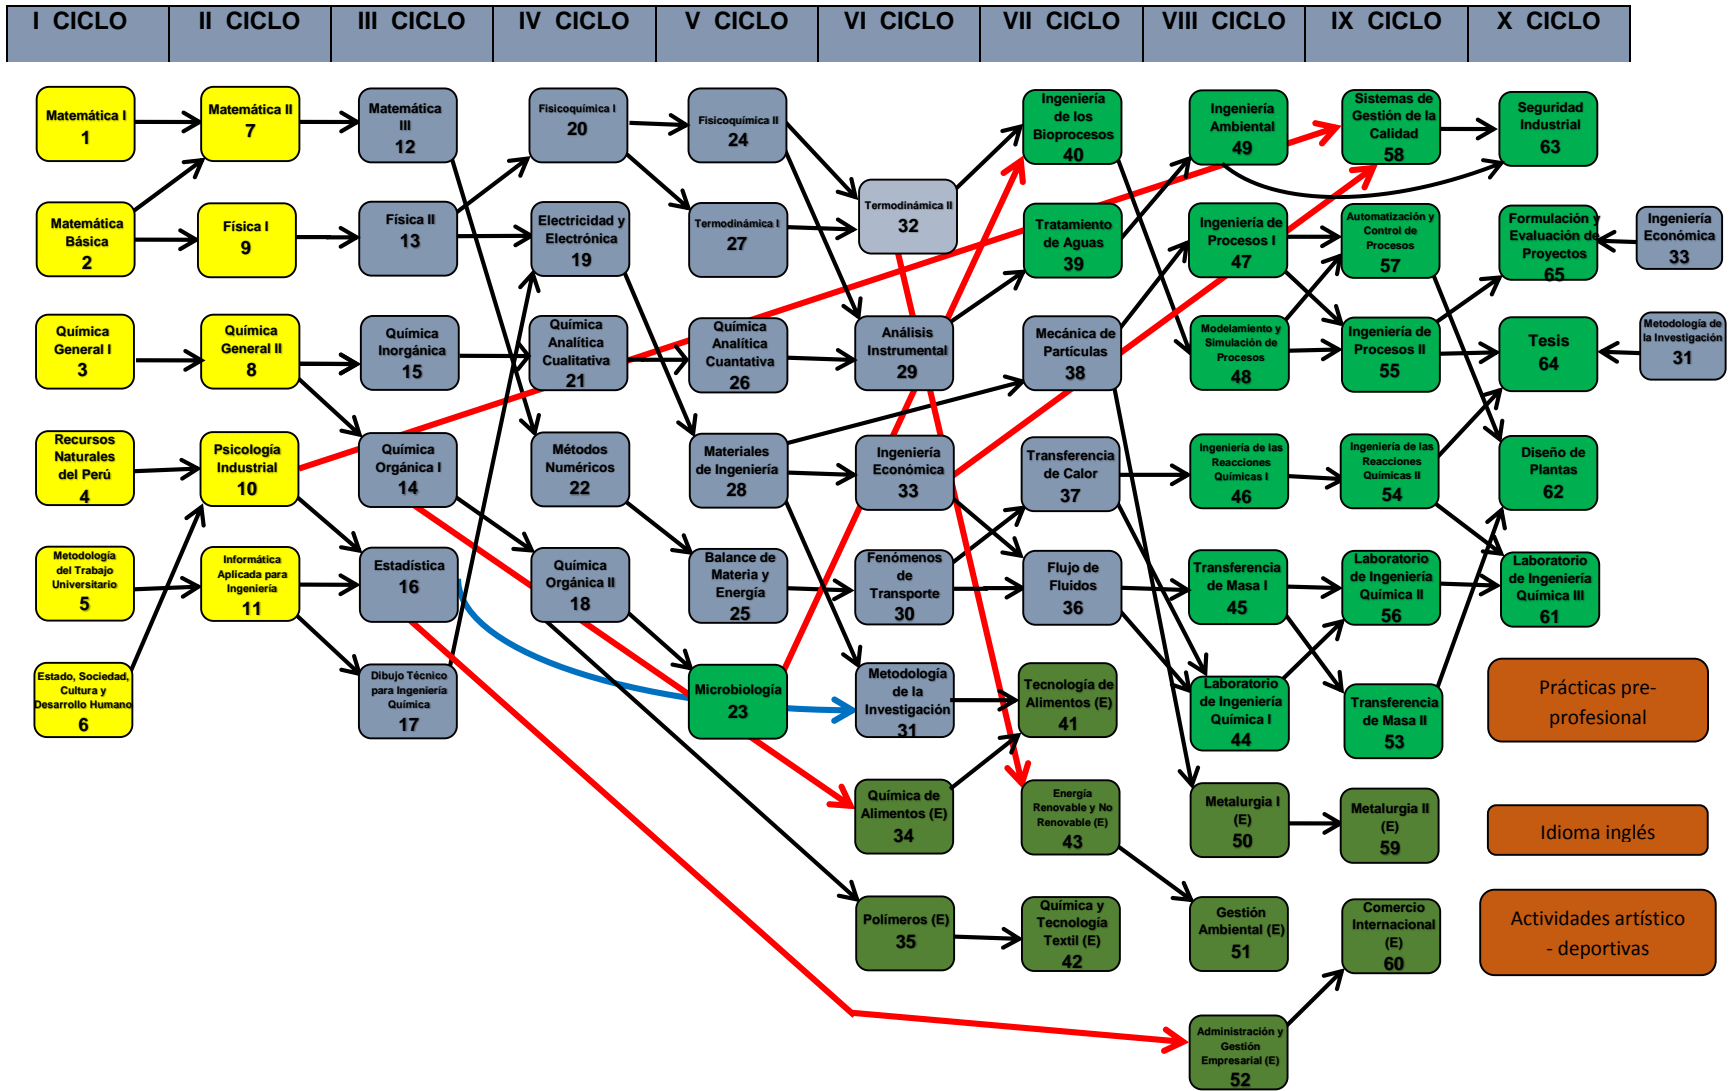 I CICLO
II CICLO
III CICLO
IV CICLO
V CICLO
VI CICLO
VII CICLO
VIII CICLO
IX CICLO
X CICLO
Matemática I
1
Matemática
Básica
2
Química
General I
3
Recursos
Naturales
del Perú
4
Metodología
del Trabajo
Universitario
5
Estado, Sociedad,
Cultura y
Desarrollo Humano
6
Matemática II
7
Física I
9
Química
General II
8
Psicología
Industrial
10
Informática
Aplicada para
Ingeniería
11
Matemática
III
12
Física II
13
Química
Inorgánica
15
Química
Orgánica I
14
Estadística
16
Dibujo Técnico
para Ingeniería
Química
17
Fisicoquímica I
20
Electricidad y
Electrónica
19
Química
Analítica
Cualitativa
21
Métodos
Numéricos
22
Química
Orgánica II
18
Fisicoquímica II
24
Termodinámica I
27
Química
Analítica
Cuantativa
26
Materiales
de Ingeniería
28
Balance de
Materia y
Energía
25
Microbiología
23
Termodinámica II
32
Análisis
Instrumental
29
Ingeniería
Económica
33
Fenómenos
de
Transporte
30
Metodología
de la
Investigación
31
Química de
Alimentos (E)
34
Polímeros (E)
35
Ingeniería
de los
Bioprocesos
40
Tratamiento
de Aguas
39
Mecánica de
Partículas
38
Transferencia
de Calor
37
Flujo de
Fluidos
36
Tecnología de
Alimentos (E)
41
Energía
Renovable y No
Renovable (E)
43
Química y
Tecnología
Textil (E)
42
Ingeniería
Ambiental
49
Ingeniería de
Procesos I
47
Modelamiento y
Simulación de
Procesos
48
Ingeniería de las
Reacciones
Químicas I
46
Transferencia
de Masa I
45
Laboratorio
de Ingeniería
Química I
44
Metalurgia I
(E)
50
Gestión
Ambiental (E)
51
Administración y
Gestión
Empresarial (E)
52
Sistemas de
Gestión de la
Calidad
58
Automatización y
Control de
Procesos
57
Ingeniería de
Procesos II
55
Ingeniería de las
Reacciones
Químicas II
54
Laboratorio
de Ingeniería
Química II
56
Transferencia
de Masa II
53
Metalurgia II
(E)
59
Comercio
Internacional
(E)
60
Seguridad
Industrial
63
Formulación y
Evaluación de
Proyectos
65
Tesis
64
Diseño de
Plantas
62
Laboratorio
de Ingeniería
Química III
61
Prácticas pre-
profesional
Idioma inglés
Actividades artístico
- deportivas
Ingeniería
Económica
33
Metodología de
la Investigación
31